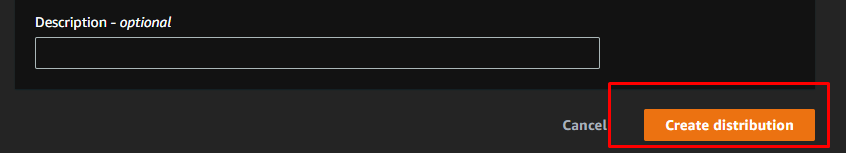 Description - optional
Cancel
Create distribution